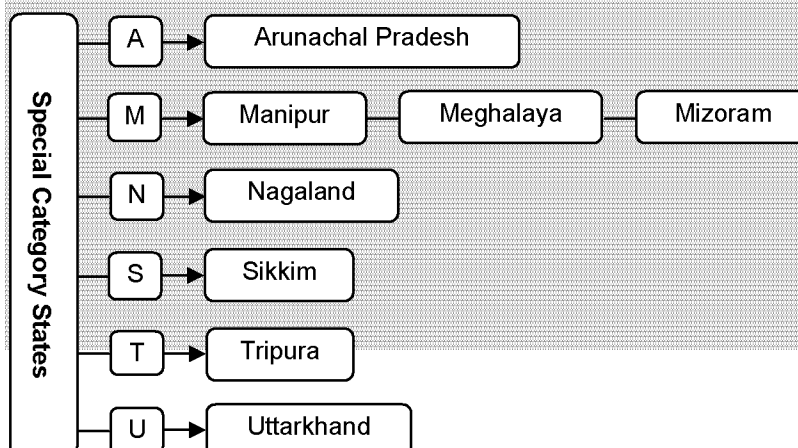 Special Category States
A
Arunachal Pradesh
M
Manipur
Meghalaya
Mizoram
N
Nagaland
S
Sikkim
T
Tripura
U
Uttarkhand